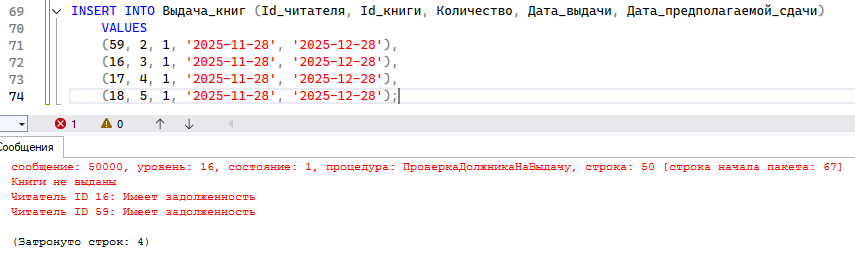 69 INSERT INTO Выдача_книг (Id_читателя, Id_книги, Количество, Дата_выдачи, Дата_предполагаемой_сдачи)
70 VALUES
71 (59, 2, 1, '2025-11-28', '2025-12-28'),
72 (16, 3, 1, '2025-11-28', '2025-12-28'),
73 (17, 4, 1, '2025-11-28', '2025-12-28'),
74 (18, 5, 1, '2025-11-28', '2025-12-28');
1 0
Сообщения
сообщение: 50000, уровень: 16, состояние: 1, процедура: ПроверкаДолжникаНаВыдачу, строка: 50 [строка начала пакета: 67]
Книги не выданы
Читатель ID 16: Имеет задолженность
Читатель ID 59: Имеет задолженность
(Затронуто строк: 4)